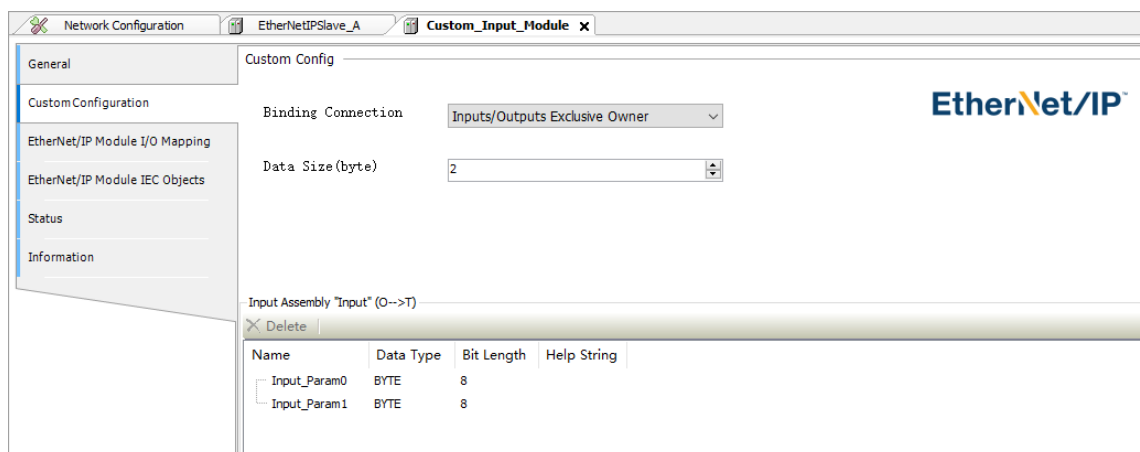 Network Configuration EtherNetIPSlave_A Custom_Input_Module
General
Custom Configuration
EtherNet/IP Module I/O Mapping
EtherNet/IP Module IEC Objects
Status
Information
Custom Config
Binding Connection Inputs/Outputs Exclusive Owner
EtherNet/IP™
Data Size(byte) 2
Input Assembly "Input" (O-->T)
Delete
Name Data Type Bit Length Help String
Input_Param0 BYTE 8
Input_Param1 BYTE 8